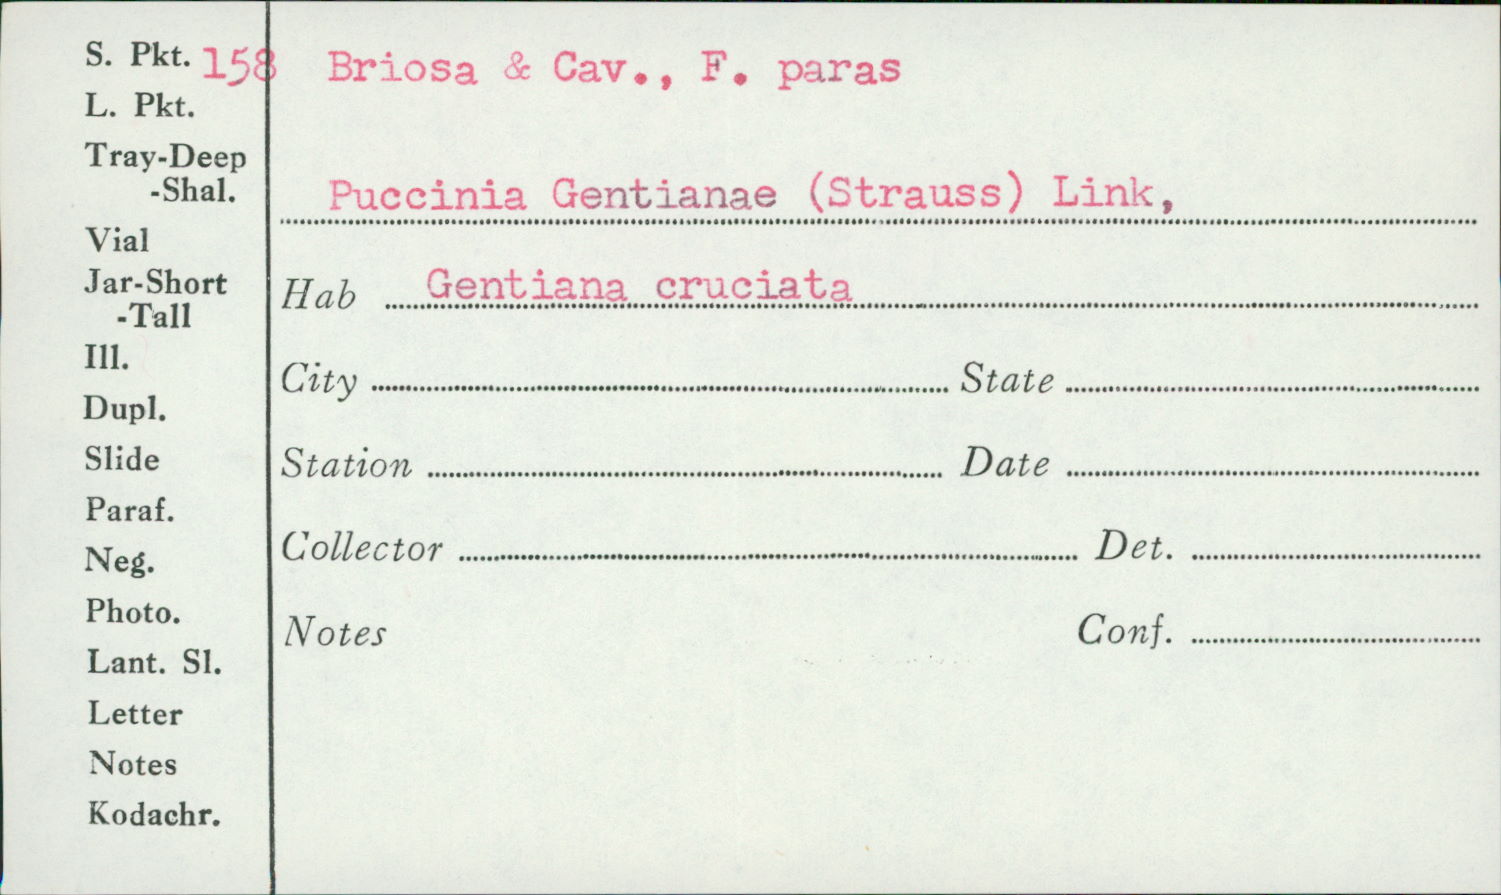 S. Pkt. 158 Briosa & Cav., F. paras
L. Pkt.
Tray-Deep
-Shal.
Puccinia Gentianae (Strauss) Link,
Vial
Jar-Short
-Tall
Hab Gentiana cruciata
Ill.
City State
Dupl.
Slide
Station Date
Paraf.
Neg.
Collector Det.
Photo.
Notes Conf.
Lant. Sl.
Letter
Notes
Kodachr.